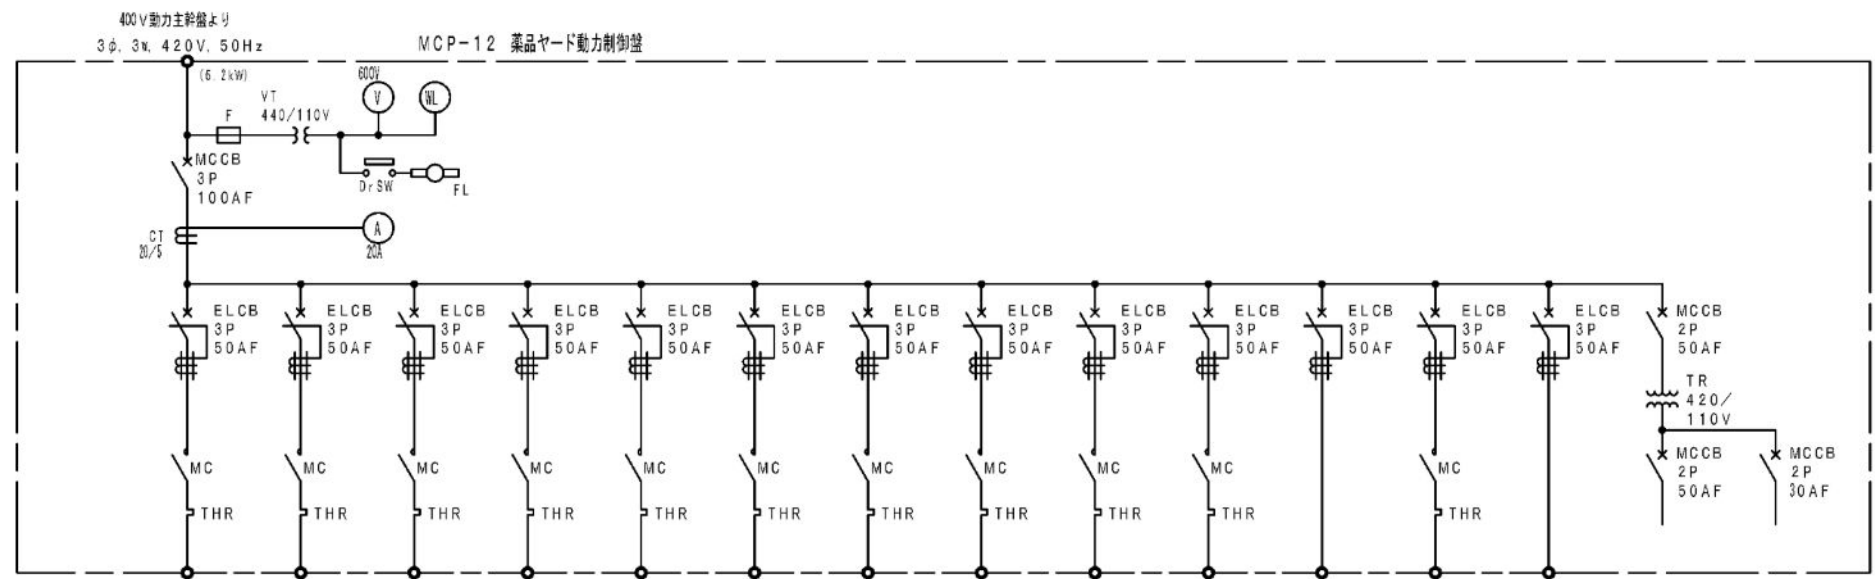 400V動力主幹盤より
3φ, 3W, 420V, 50Hz
MCP-12 薬品ヤード動力制御盤
(6.2kW)
600V
V
WL
VT
440/110V
F
MCCB
3P
100AF
DrSW
FL
CT
20/5
A
20A
ELCB
3P
50AF
ELCB
3P
50AF
ELCB
3P
50AF
ELCB
3P
50AF
ELCB
3P
50AF
ELCB
3P
50AF
ELCB
3P
50AF
ELCB
3P
50AF
ELCB
3P
50AF
ELCB
3P
50AF
ELCB
3P
50AF
ELCB
3P
50AF
ELCB
3P
50AF
MCCB
2P
50AF
TR
420/
110V
MCCB
2P
50AF
MCCB
2P
30AF
MC
MC
MC
MC
MC
MC
MC
MC
MC
MC
MC
THR
THR
THR
THR
THR
THR
THR
THR
THR
THR
THR